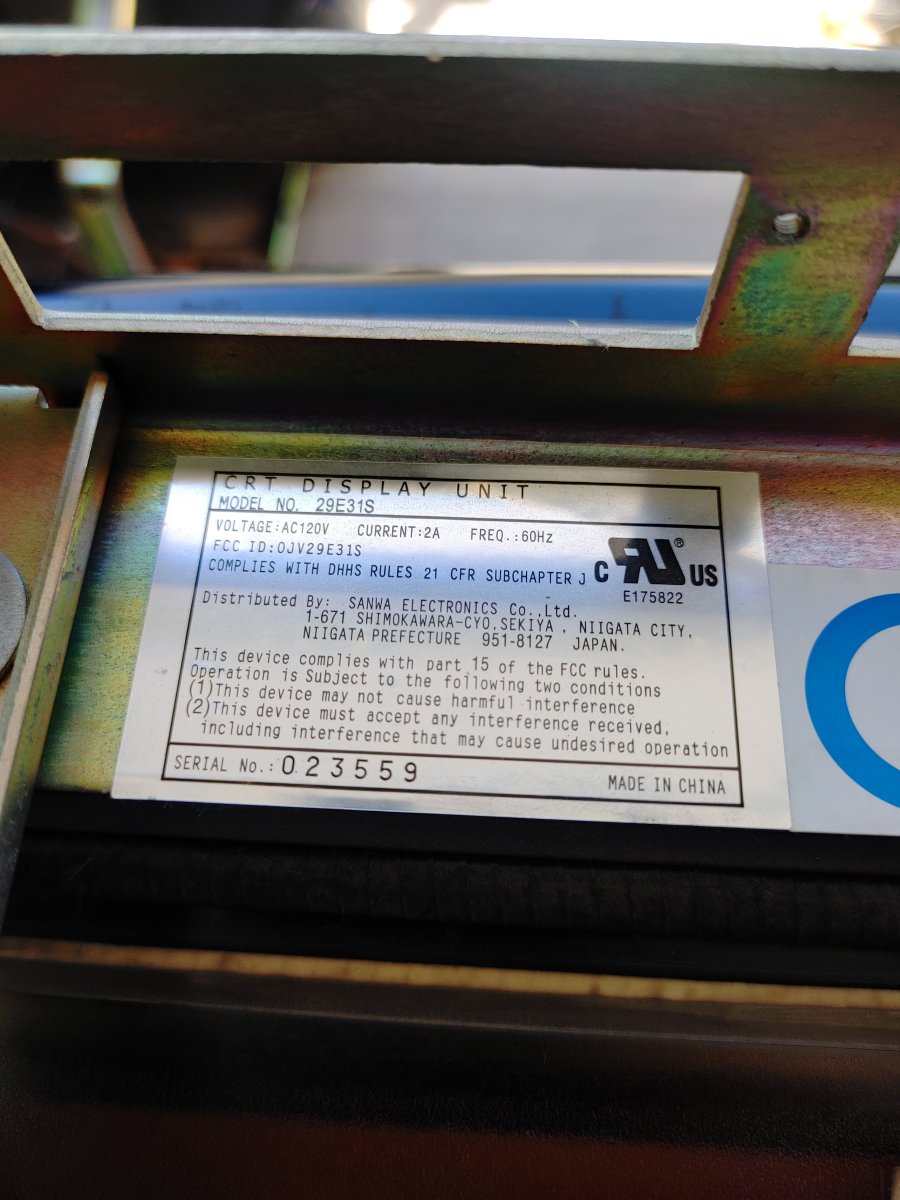 CRT DISPLAY UNIT
MODEL NO. 29E31S
VOLTAGE:AC120V CURRENT:2A FREQ.:60Hz
FCC ID:OJV29E31S
COMPLIES WITH DHHS RULES 21 CFR SUBCHAPTER J
C RU ® US
E175822
Distributed By: SANWA ELECTRONICS Co.,Ltd.
1-671 SHIMOKAWARA-CYO,SEKIYA , NIIGATA CITY,
NIIGATA PREFECTURE 951-8127 JAPAN.
This device complies with part 15 of the FCC rules.
Operation is Subject to the following two conditions
(1)This device may not cause harmful interference
(2)This device must accept any interference received,
including interference that may cause undesired operation
SERIAL No.: 023559 MADE IN CHINA